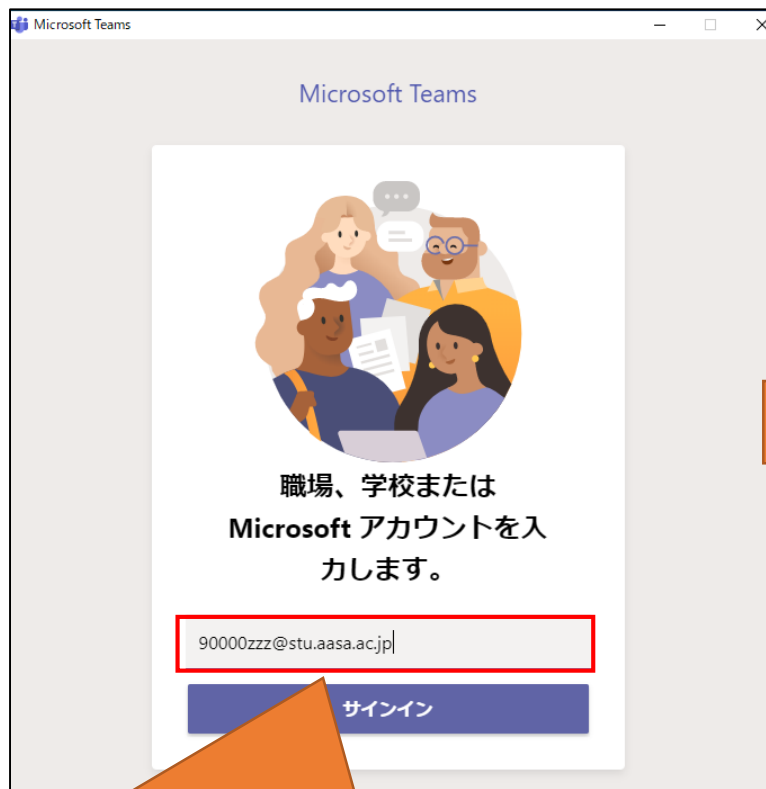 Microsoft Teams
Microsoft Teams
職場、学校または
Microsoft アカウントを入
力します。
90000zzz@stu.aasa.ac.jp
サインイン